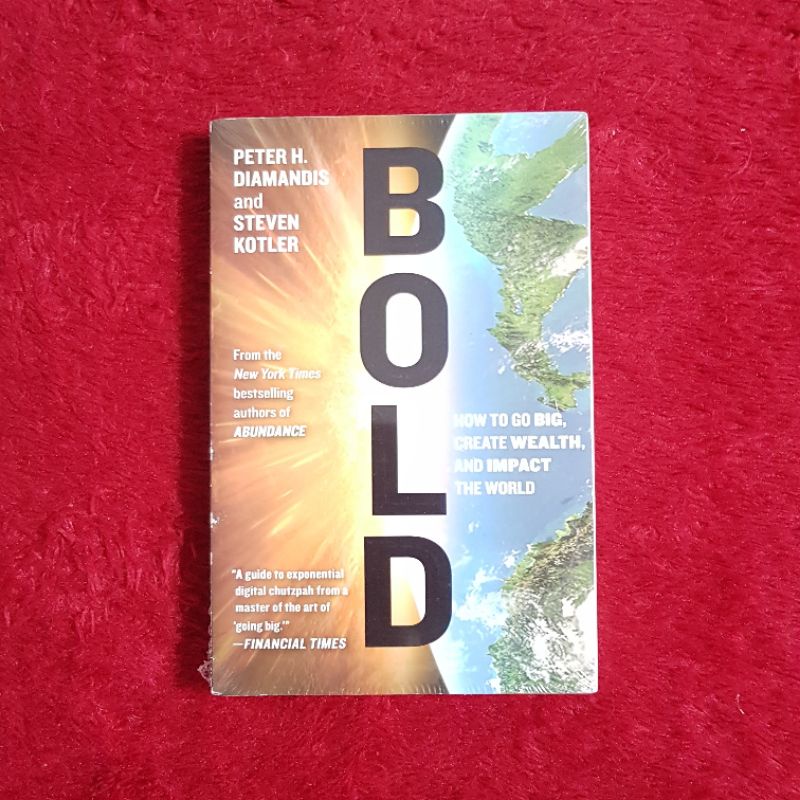 PETER H.
DIAMANDIS
and
STEVEN
KOTLER
BOLD
From the
New York Times
bestselling
authors of
ABUNDANCE
HOW TO GO BIG,
CREATE WEALTH,
AND IMPACT
THE WORLD
"A guide to exponential
digital chutzpah from a
master of the art of
'going big.'"
—FINANCIAL TIMES